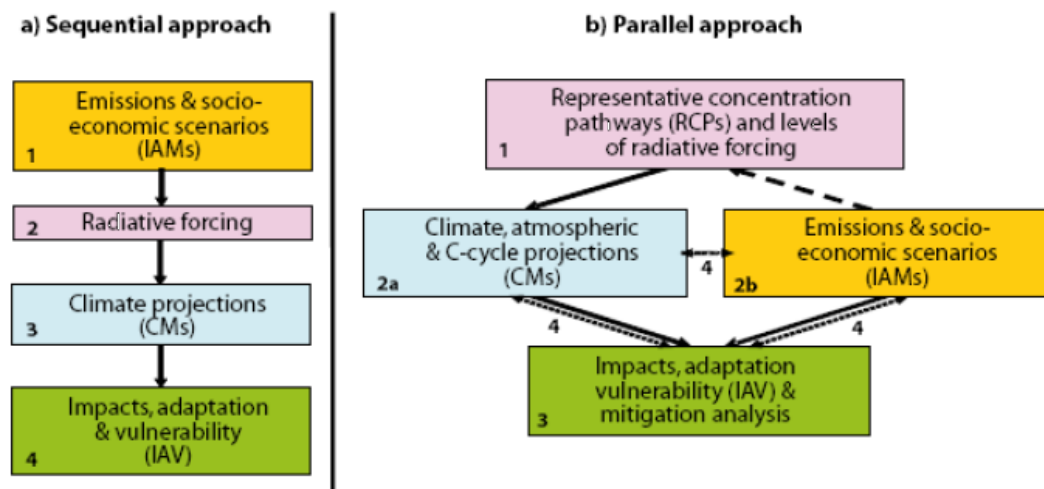 a) Sequential approach
Emissions & socio-
economic scenarios
(IAMs)
1
2
Radiative forcing
Climate projections
(CMs)
3
Impacts, adaptation
& vulnerability
(IAV)
4
b) Parallel approach
Representative concentration
pathways (RCPs) and levels
of radiative forcing
1
Climate, atmospheric
& C-cycle projections
(CMs)
2a
4
Emissions & socio-
economic scenarios
(IAMs)
2b
4
4
Impacts, adaptation
vulnerability (IAV) &
mitigation analysis
3